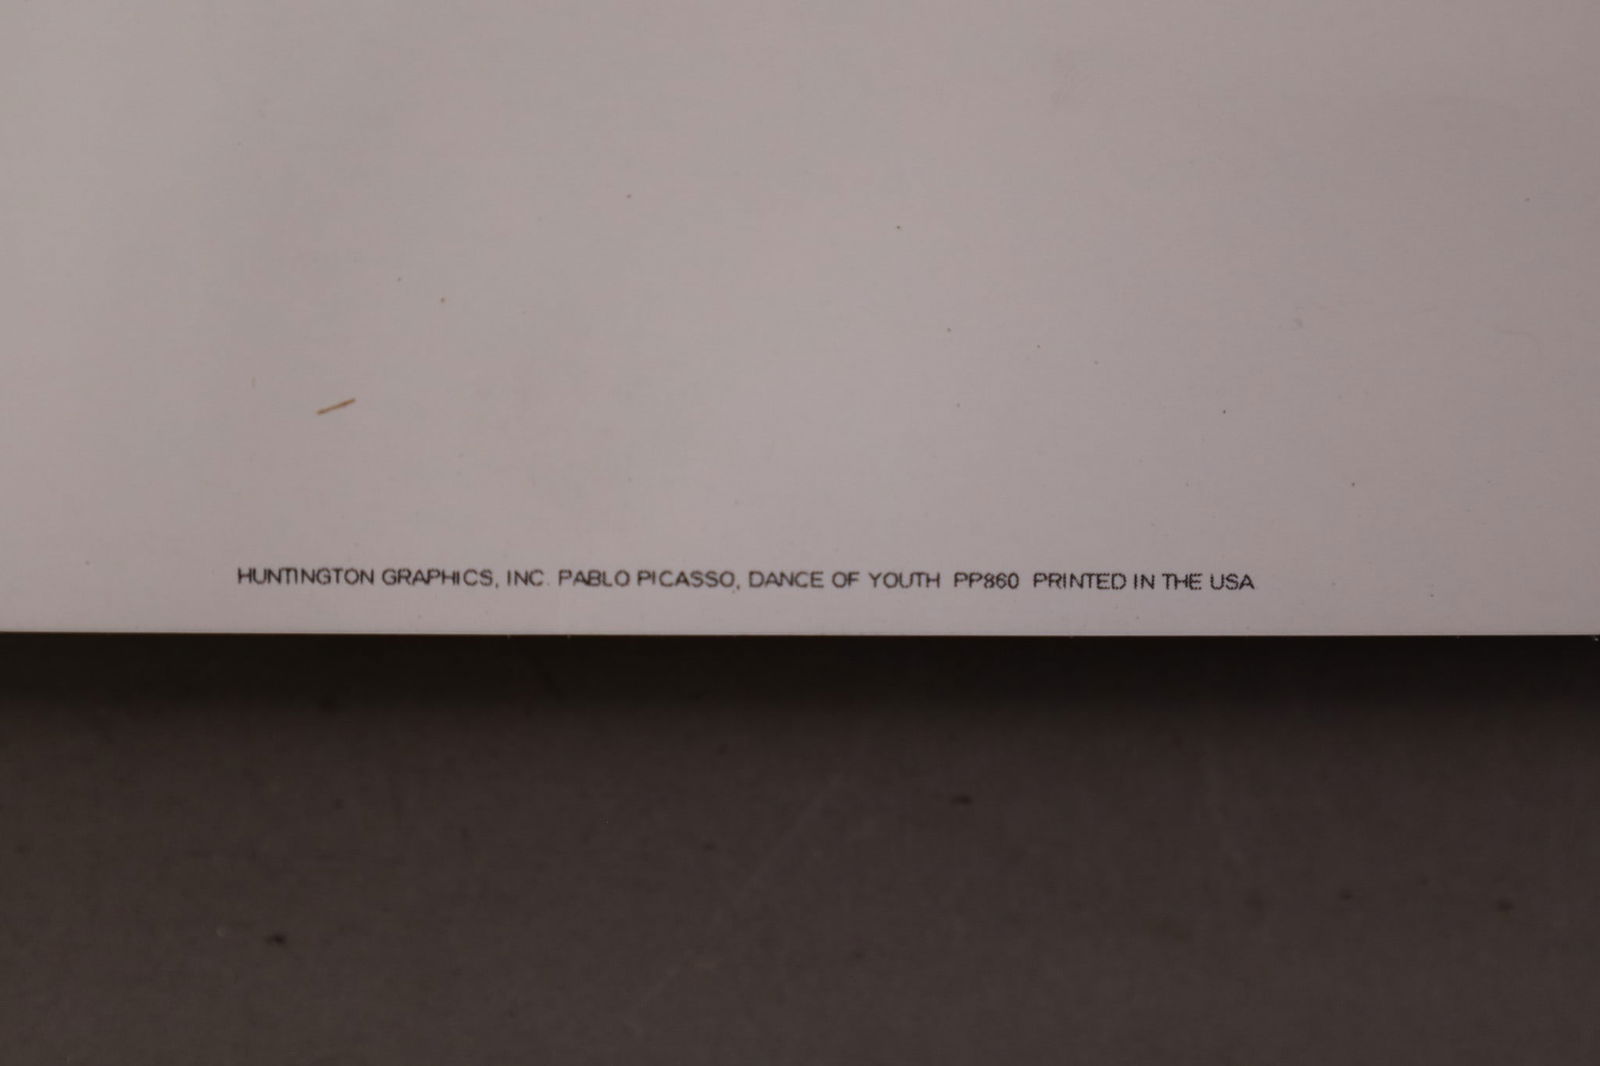 HUNTINGTON GRAPHICS, INC. PABLO PICASSO, DANCE OF YOUTH PP860 PRINTED IN THE USA